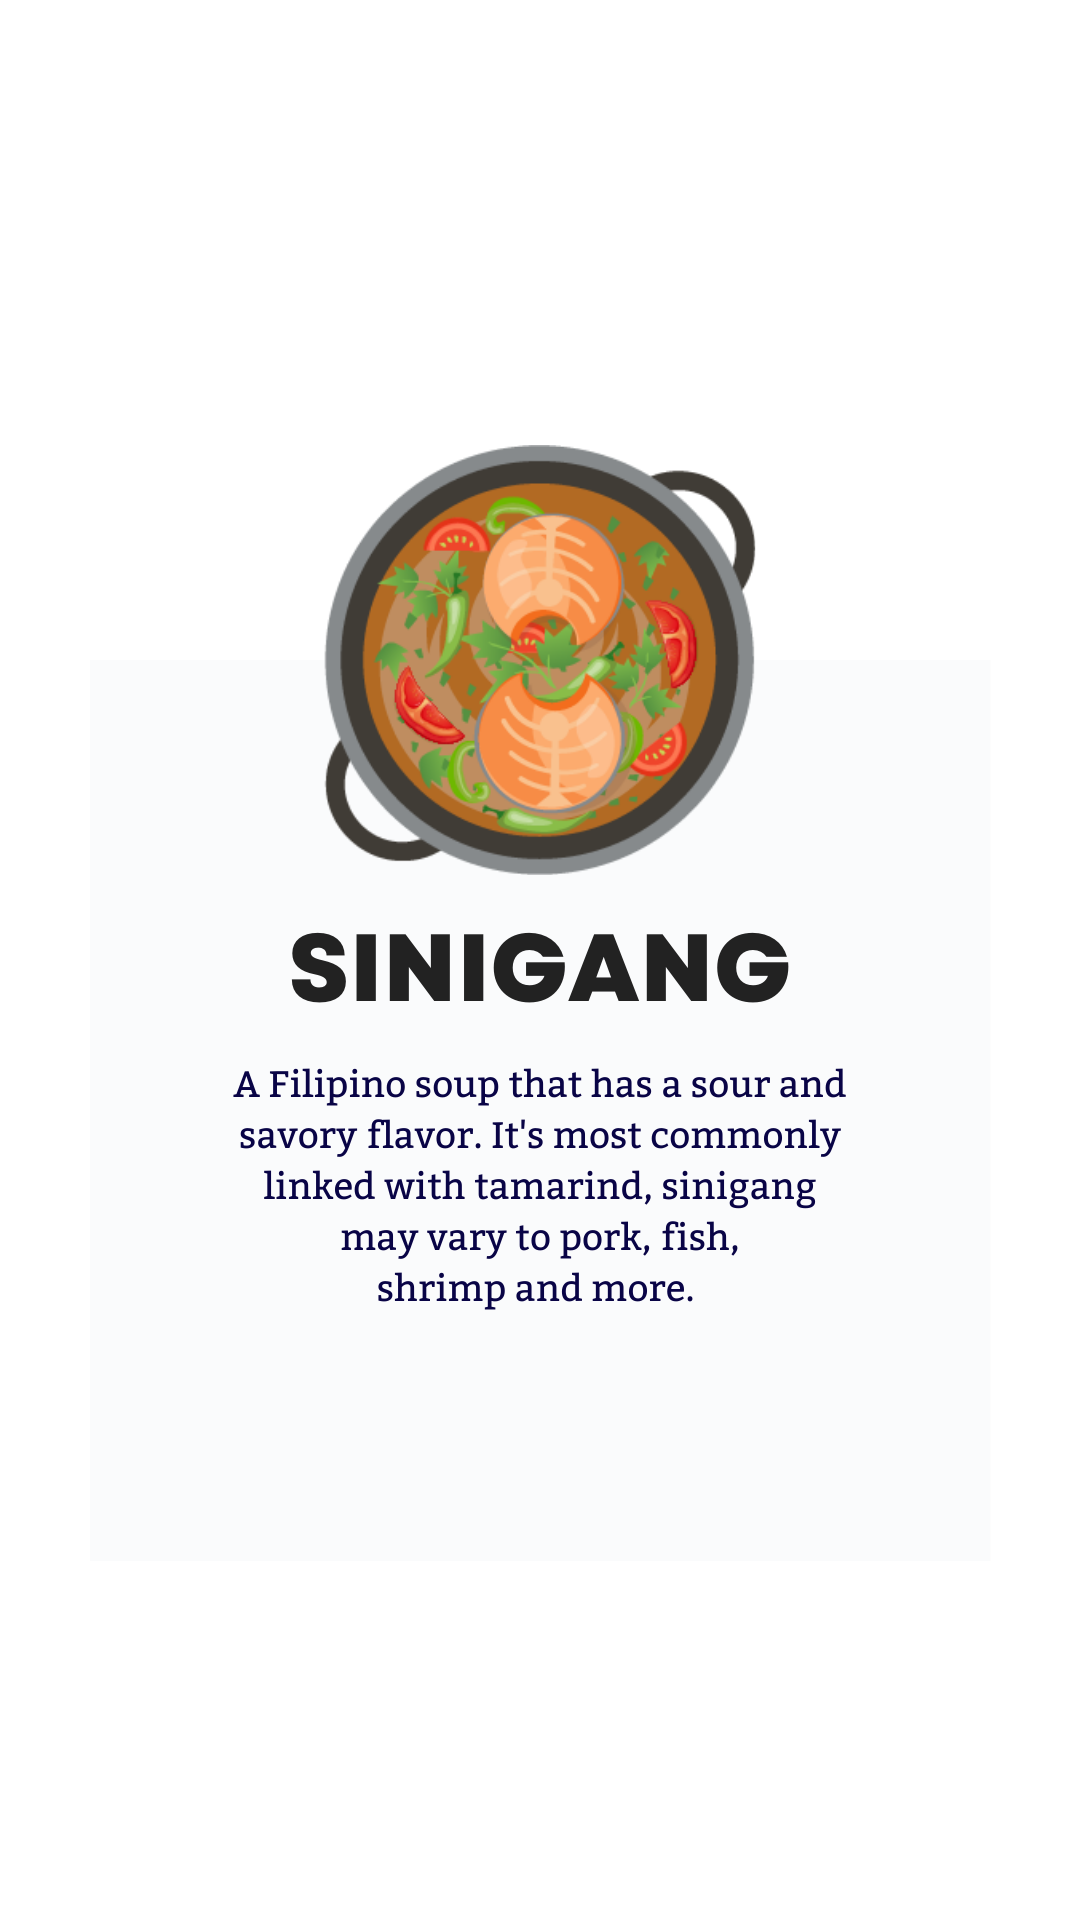 SINIGANG
A Filipino soup that has a sour and
savory flavor. It's most commonly
linked with tamarind, sinigang
may vary to pork, fish,
shrimp and more.